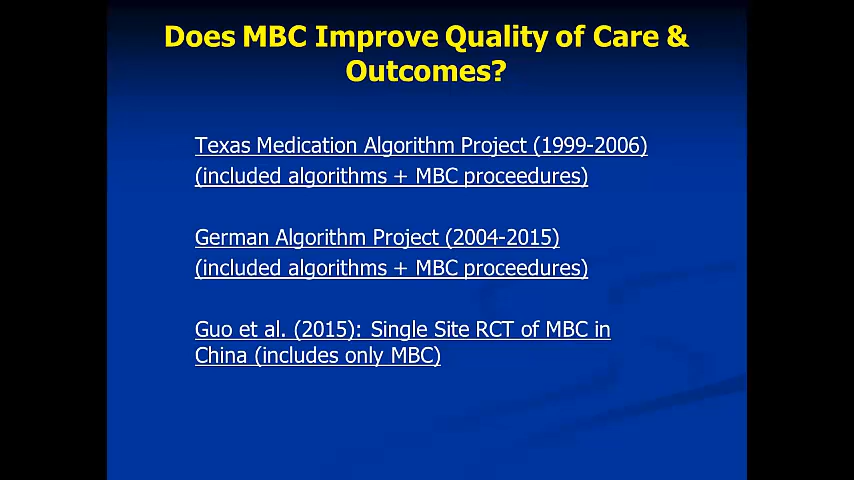 Does MBC Improve Quality of Care &
Outcomes?
Texas Medication Algorithm Project (1999-2006)
(included algorithms + MBC proceedures)
German Algorithm Project (2004-2015)
(included algorithms + MBC proceedures)
Guo et al. (2015): Single Site RCT of MBC in
China (includes only MBC)